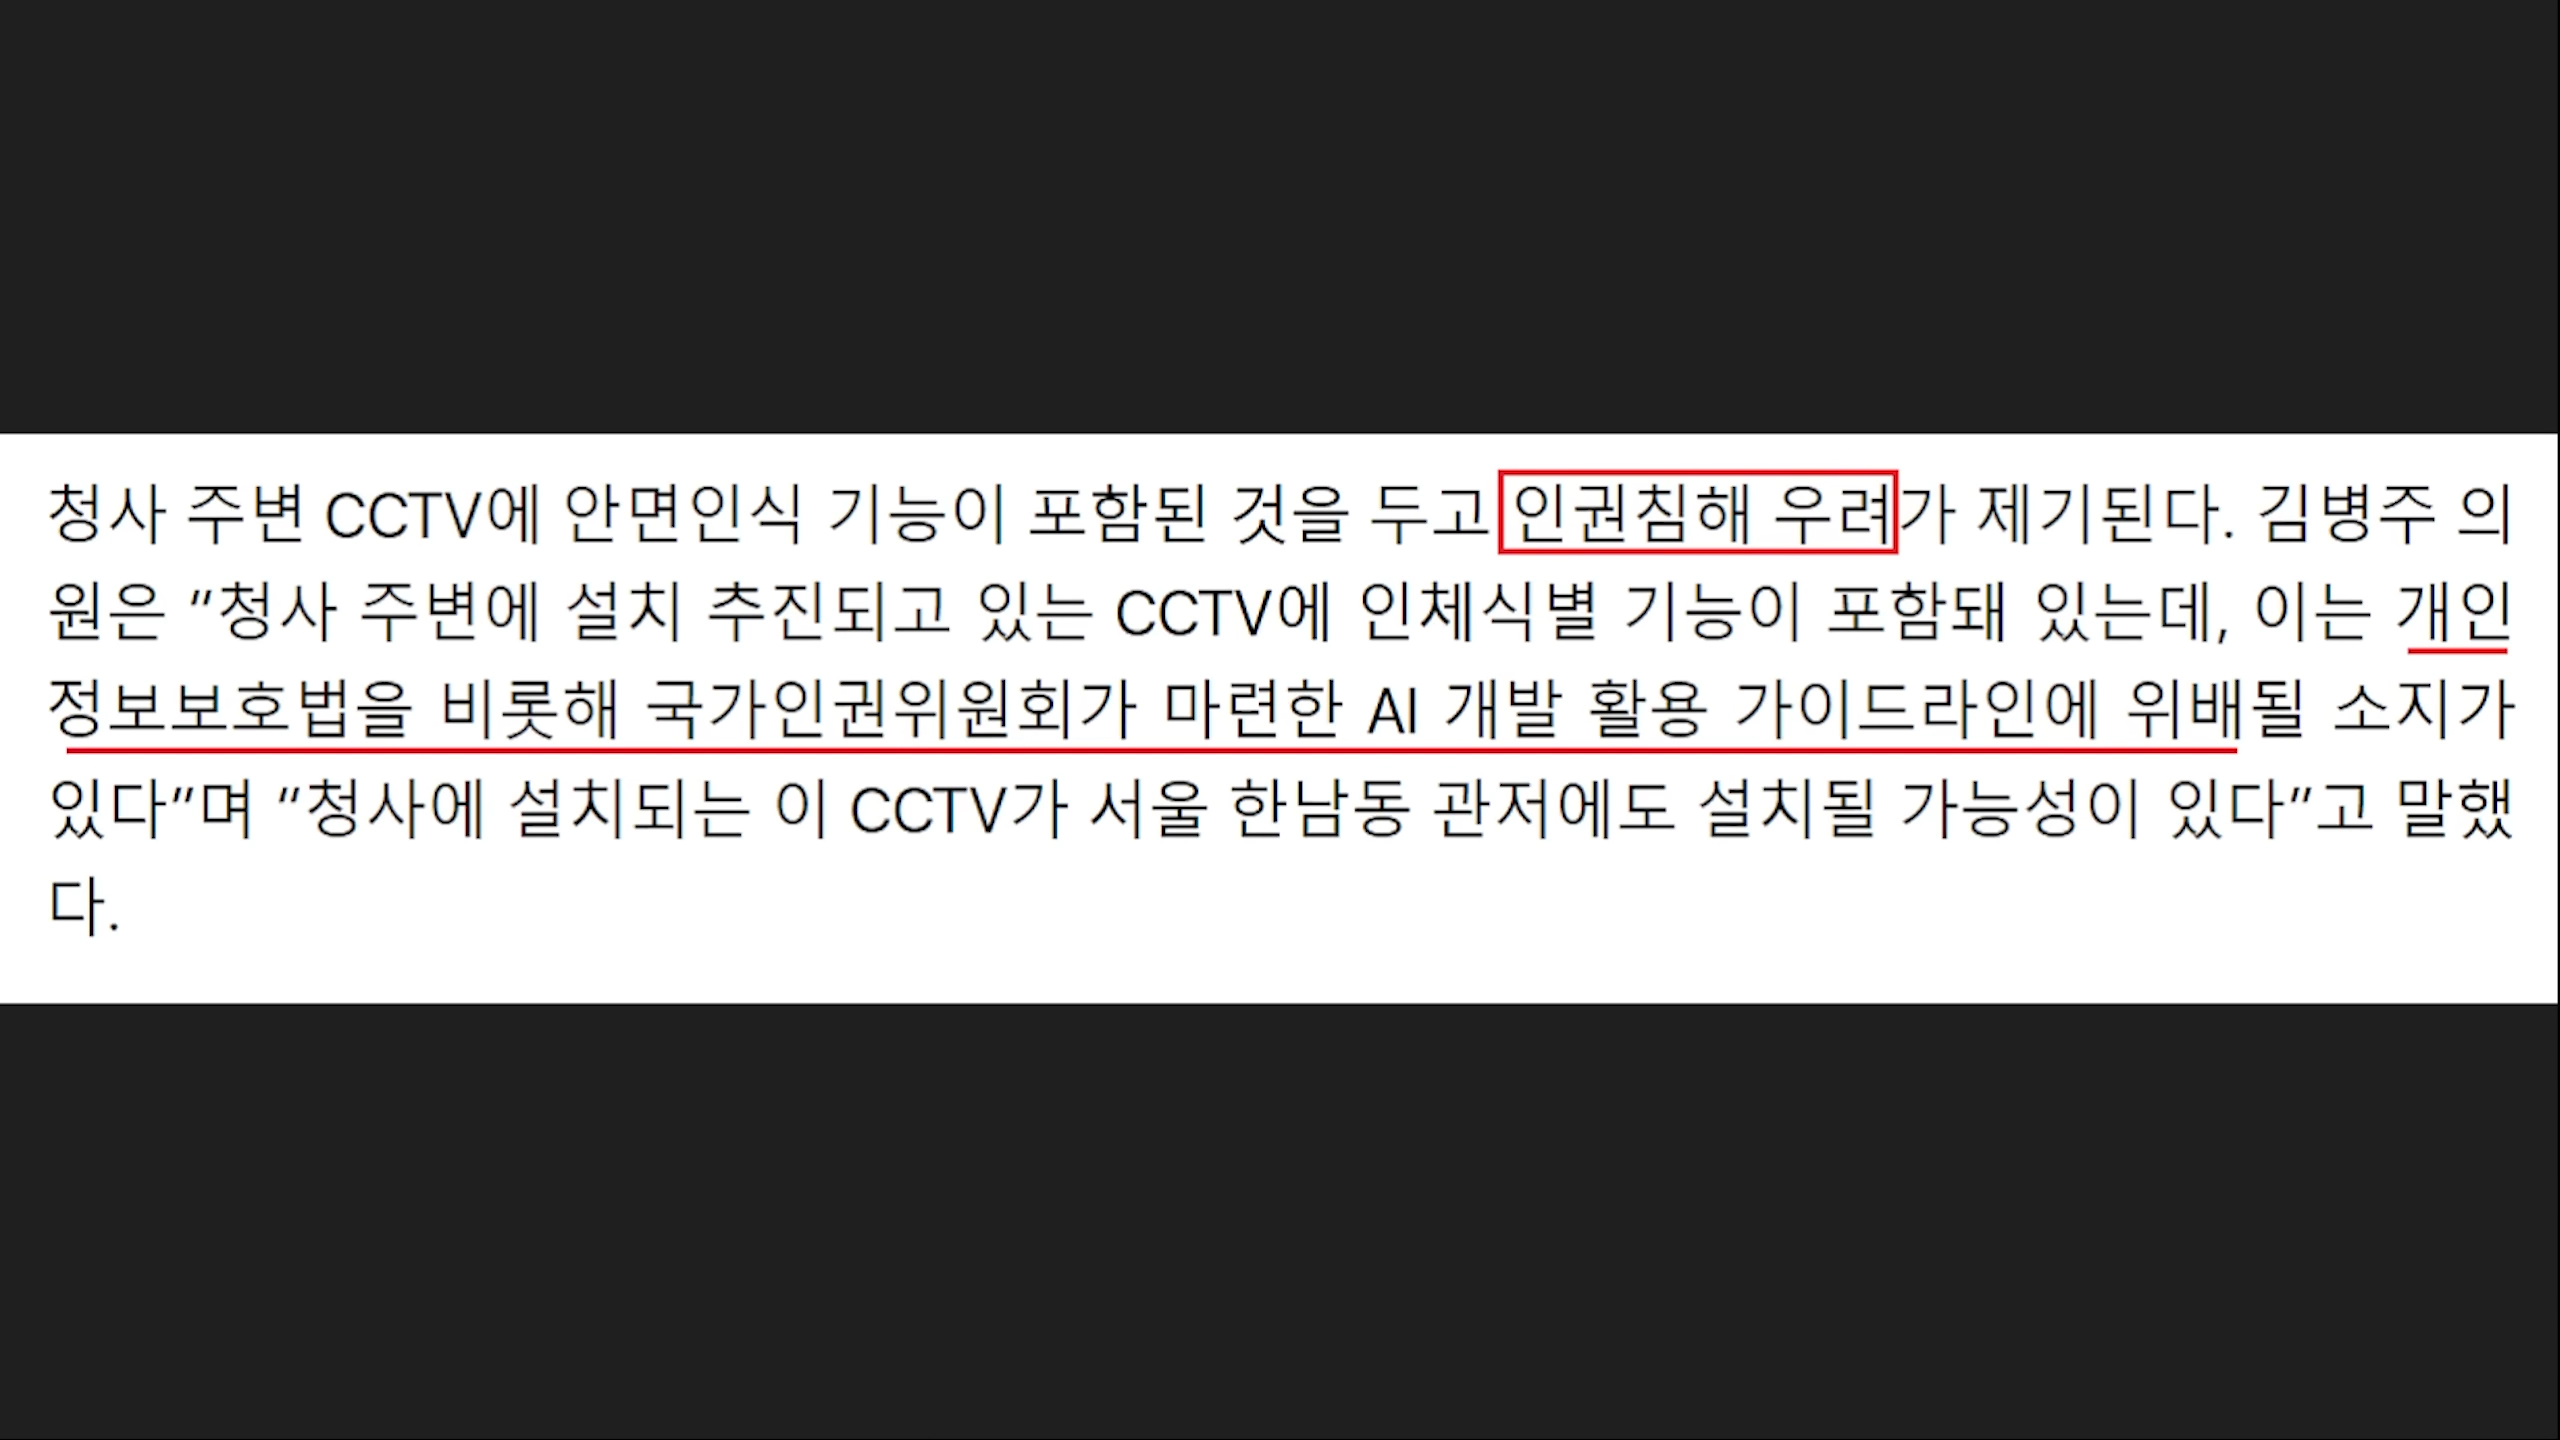 청사 주변 CCTV에 안면인식 기능이 포함된 것을 두고 인권침해 우려가 제기된다. 김병주 의
원은 "청사 주변에 설치 추진되고 있는 CCTV에 인체식별 기능이 포함돼 있는데, 이는 개인
정보보호법을 비롯해 국가인권위원회가 마련한 AI 개발 활용 가이드라인에 위배될 소지가
있다"며 "청사에 설치되는 이 CCTV가 서울 한남동 관저에도 설치될 가능성이 있다"고 말했
다.